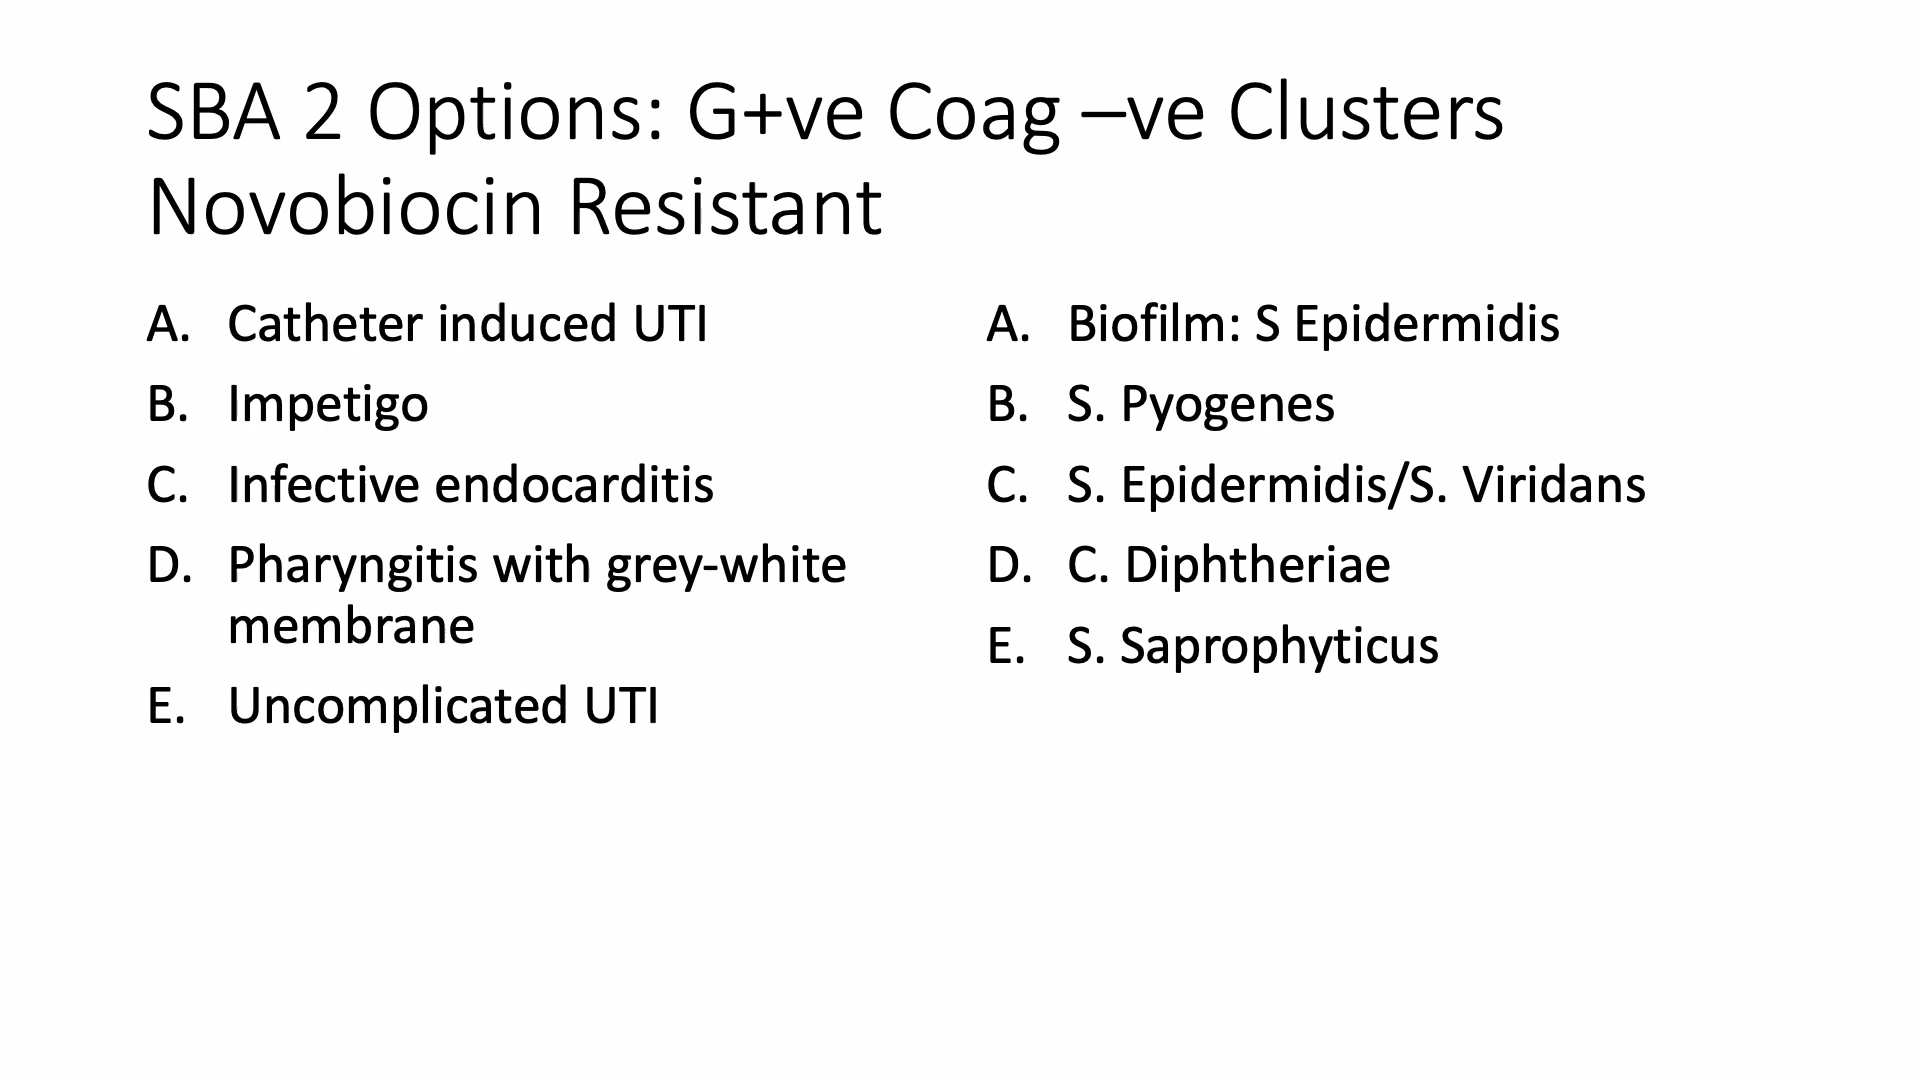 SBA 2 Options: G+ve Coag –ve Clusters
Novobiocin Resistant
A. Catheter induced UTI
B. Impetigo
C. Infective endocarditis
D. Pharyngitis with grey-white
membrane
E. Uncomplicated UTI
A. Biofilm: S Epidermidis
B. S. Pyogenes
C. S. Epidermidis/S. Viridans
D. C. Diphtheriae
E. S. Saprophyticus